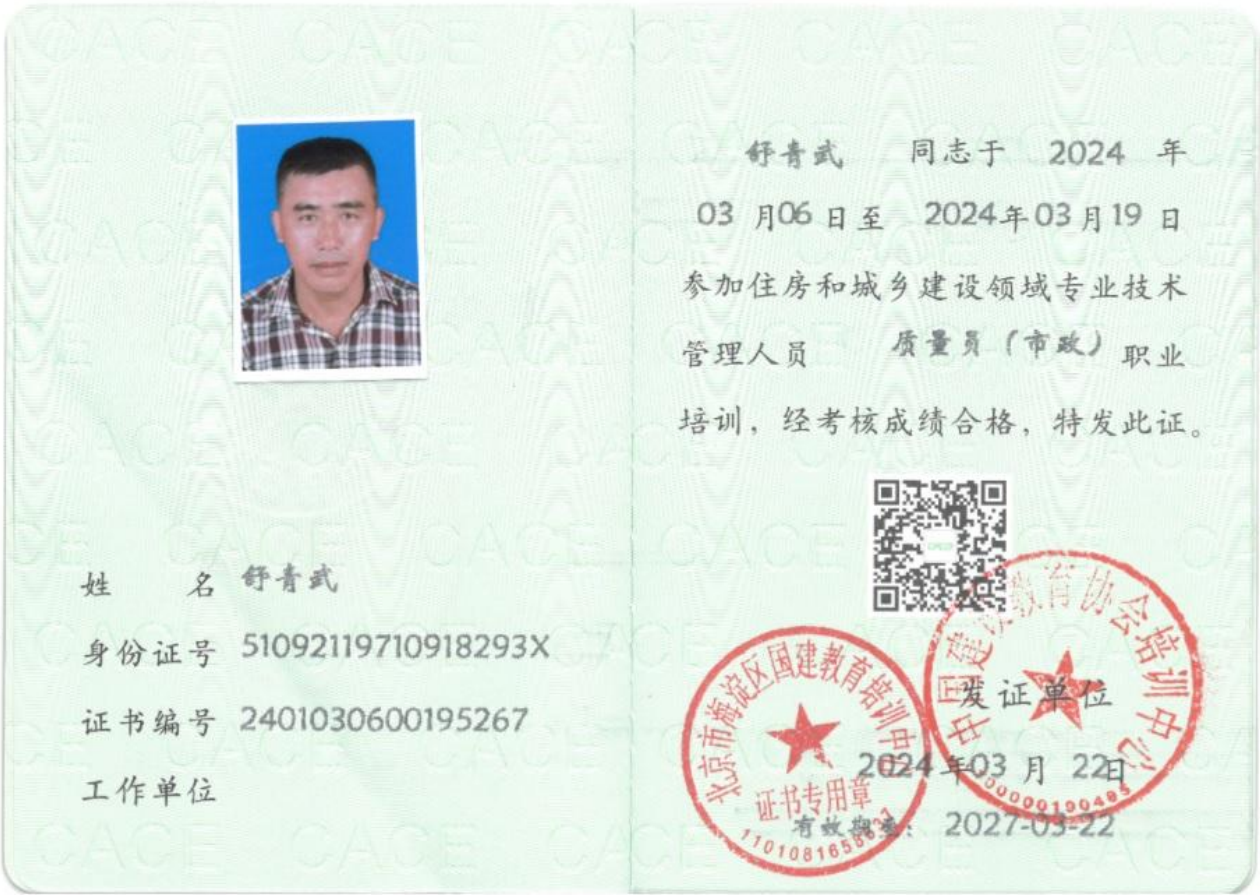 姓 名 舒青武
身份证号 51092119710918293X
证书编号 2401030600195267
工作单位
舒青武 同志于 2024 年
03 月06 日至 2024年03月19 日
参加住房和城乡建设领域专业技术
管理人员 质量员（市政）职业
培训，经考核成绩合格，特发此证。
中国建设教育协会培训中心
发证单位
北京市海淀区国建教育培训中心
2024 年03 月 22日
证书专用章
有效期至： 2027-03-22
CACE